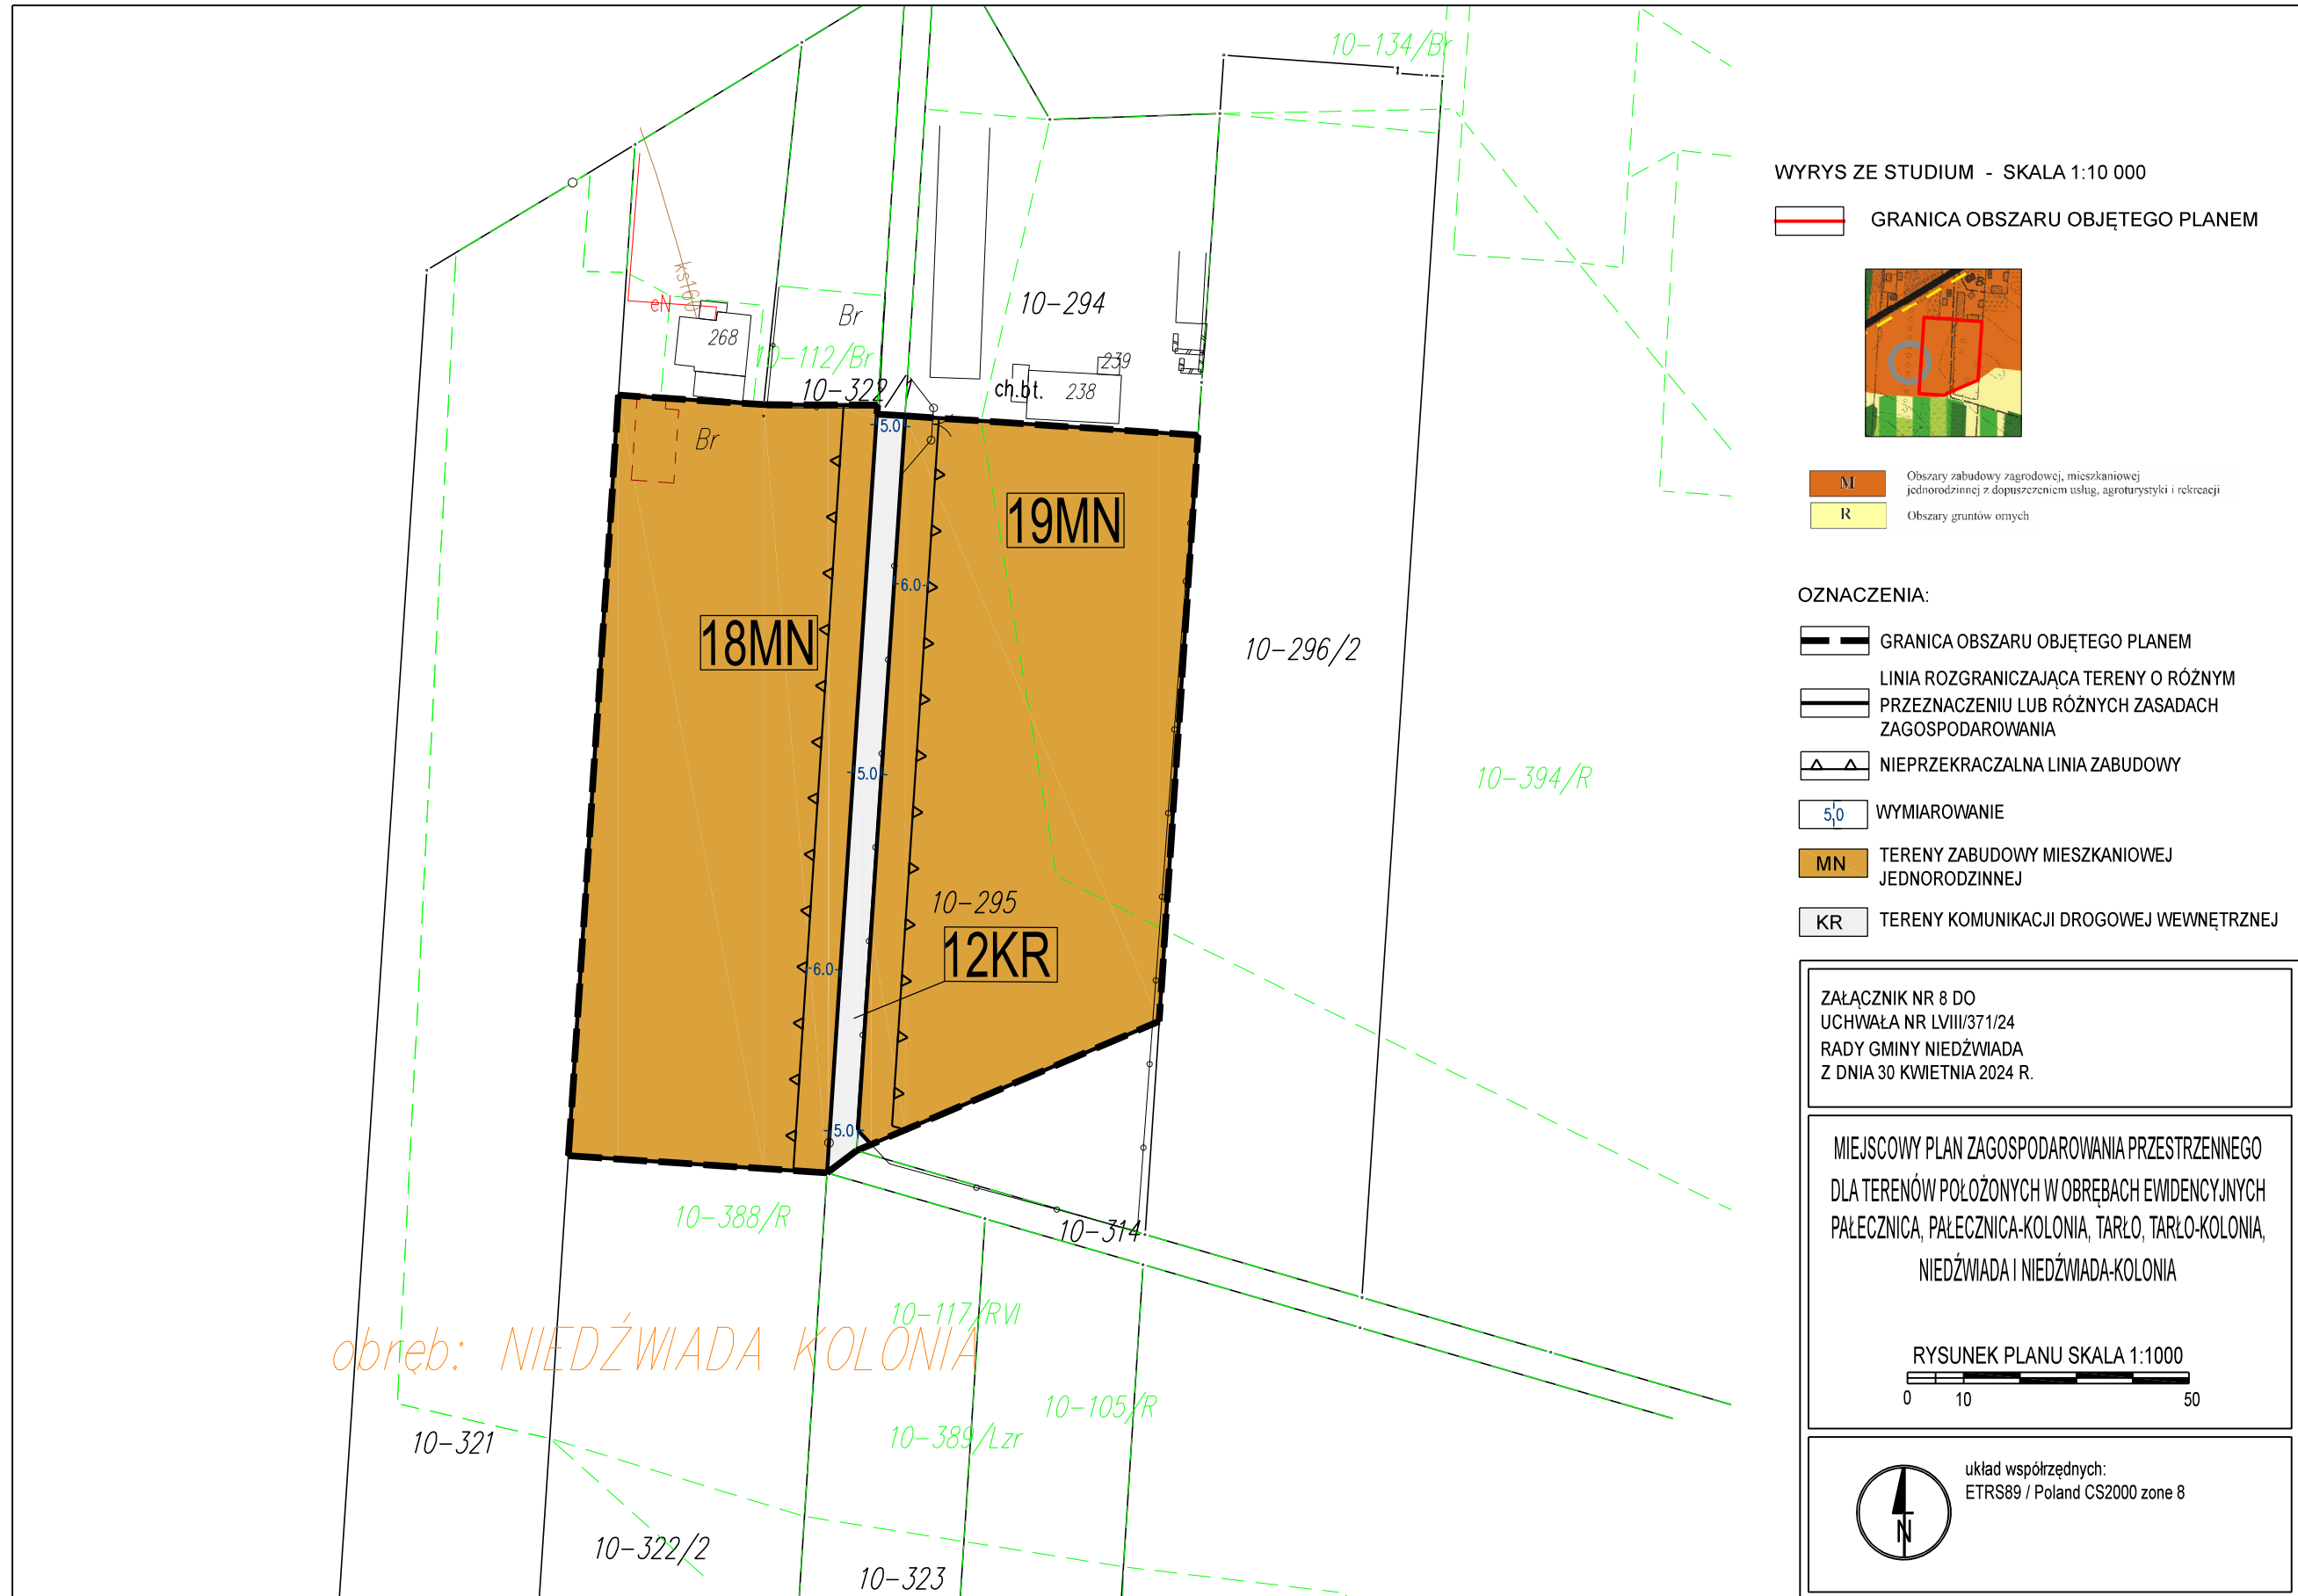 10-134/Br
WYRYS ZE STUDIUM - SKALA 1:10 000
GRANICA OBSZARU OBJĘTEGO PLANEM
ks160
eN
268
Br
10-112/Br
10-322/1
10-294
239
ch.bt.
238
Br
5.0
19MN
6.0
18MN
10-296/2
5.0
10-394/R
10-295
12KR
6.0
5.0
10-388/R
10-314
10-117/RVI
obręb: NIEDŹWIADA KOLONIA
10-105/R
10-389/Lzr
10-321
10-322/2
10-323
M
Obszary zabudowy zagrodowej, mieszkaniowej
jednorodzinnej z dopuszczeniem usług, agroturystyki i rekreacji
R
Obszary gruntów ornych
OZNACZENIA:
GRANICA OBSZARU OBJĘTEGO PLANEM
LINIA ROZGRANICZAJĄCA TERENY O RÓŻNYM
PRZEZNACZENIU LUB RÓŻNYCH ZASADACH
ZAGOSPODAROWANIA
NIEPRZEKRACZALNA LINIA ZABUDOWY
5,0
WYMIAROWANIE
MN
TERENY ZABUDOWY MIESZKANIOWEJ
JEDNORODZINNEJ
KR
TERENY KOMUNIKACJI DROGOWEJ WEWNĘTRZNEJ
ZAŁĄCZNIK NR 8 DO
UCHWAŁA NR LVIII/371/24
RADY GMINY NIEDŹWIADA
Z DNIA 30 KWIETNIA 2024 R.
MIEJSCOWY PLAN ZAGOSPODAROWANIA PRZESTRZENNEGO
DLA TERENÓW POŁOŻONYCH W OBRĘBACH EWIDENCYJNYCH
PAŁECZNICA, PAŁECZNICA-KOLONIA, TARŁO, TARŁO-KOLONIA,
NIEDŹWIADA I NIEDŹWIADA-KOLONIA
RYSUNEK PLANU SKALA 1:1000
0 10 50
układ współrzędnych:
ETRS89 / Poland CS2000 zone 8
N